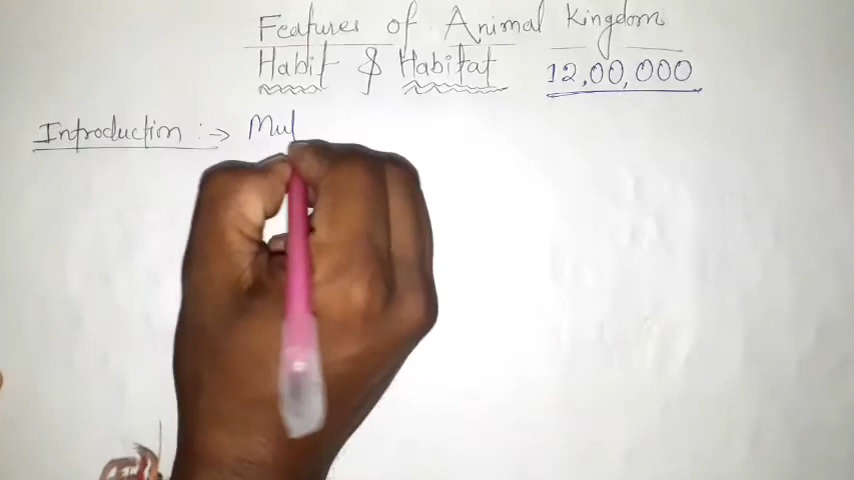 Features of Animal Kingdom
Habit & Habitat 12,00,000
Introduction :→ Mul